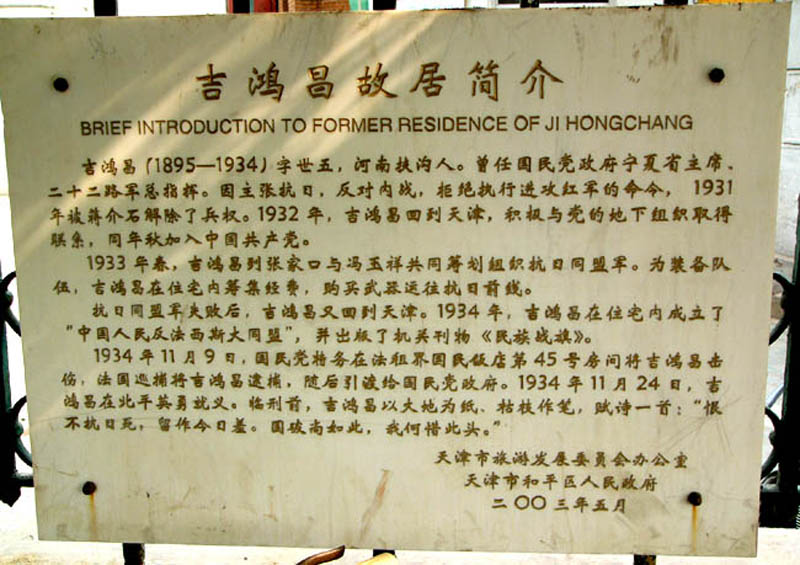 吉鸿昌故居简介
BRIEF INTRODUCTION TO FORMER RESIDENCE OF JI HONGCHANG
吉鸿昌(1895—1934)字世五，河南扶沟人。曾任国民党政府宁夏省主席、
二十二路军总指挥。因主张抗日，反对内战，拒绝执行进攻红军的命令，1931
年被蒋介石解除了兵权。1932年，吉鸿昌回到天津，积极与党的地下组织取得
联系，同年秋加入中国共产党。
1933年春，吉鸿昌到张家口与冯玉祥共同筹划组织抗日同盟军。为装备队
伍，吉鸿昌在住宅内筹集经费，购买武器运往抗日前线。
抗日同盟军失败后，吉鸿昌又回到天津。1934年，吉鸿昌在住宅内成立了
“中国人民反法西斯大同盟”，并出版了机关刊物《民族战旗》。
1934年11月9日，国民党特务在法租界国民饭店第45号房间将吉鸿昌击
伤，法国巡捕将吉鸿昌逮捕，随后引渡给国民党政府。1934年11月24日，吉
鸿昌在北平英勇就义。临刑前，吉鸿昌以大地为纸、枯枝作笔，赋诗一首：“恨
不抗日死，留作今日羞。国破尚如此，我何惜此头。”
天津市旅游发展委员会办公室
天津市和平区人民政府
二〇〇三年五月